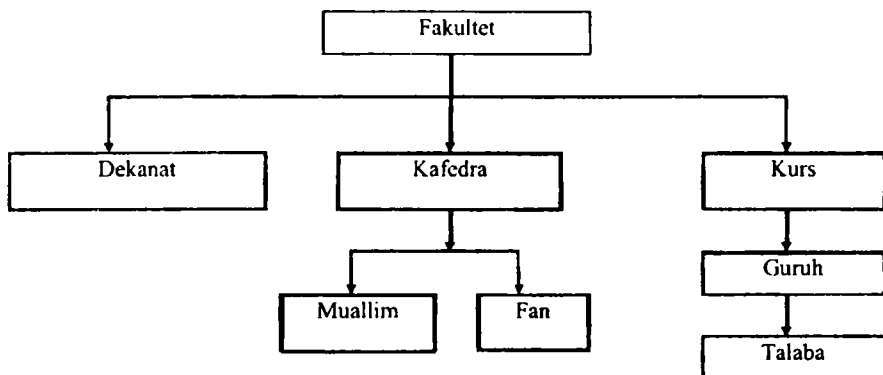 Fakultet
Dekanat
Kafedra
Kurs
Guruh
Muallim
Fan
Talaba